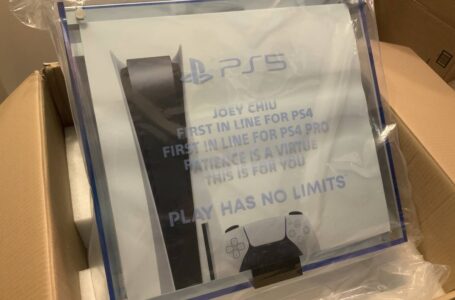 PS5
JOEY CHIU
FIRST IN LINE FOR PS4
FIRST IN LINE FOR PS4 PRO
PATIENCE IS A VIRTUE
THIS IS FOR YOU
PLAY HAS NO LIMITS